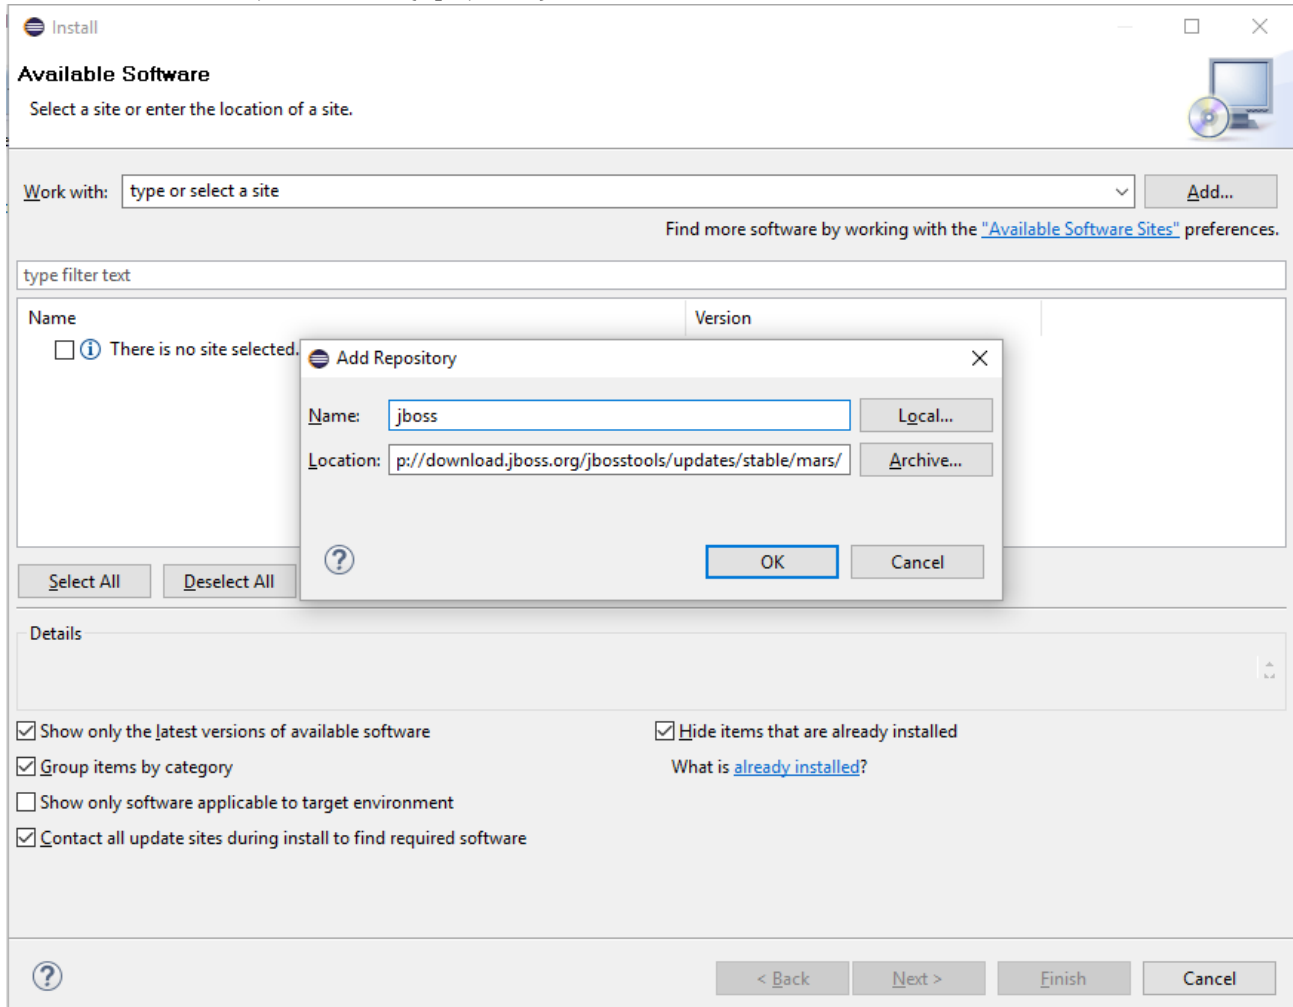 Install
Available Software
Select a site or enter the location of a site.
Work with: type or select a site Add...
Find more software by working with the "Available Software Sites" preferences.
type filter text
Name Version
There is no site selected.
Add Repository
Name: jboss Local...
Location: p://download.jboss.org/jbosstools/updates/stable/mars/ Archive...
OK Cancel
Select All Deselect All
Details
Show only the latest versions of available software Hide items that are already installed
Group items by category What is already installed?
Show only software applicable to target environment
Contact all update sites during install to find required software
< Back Next > Finish Cancel